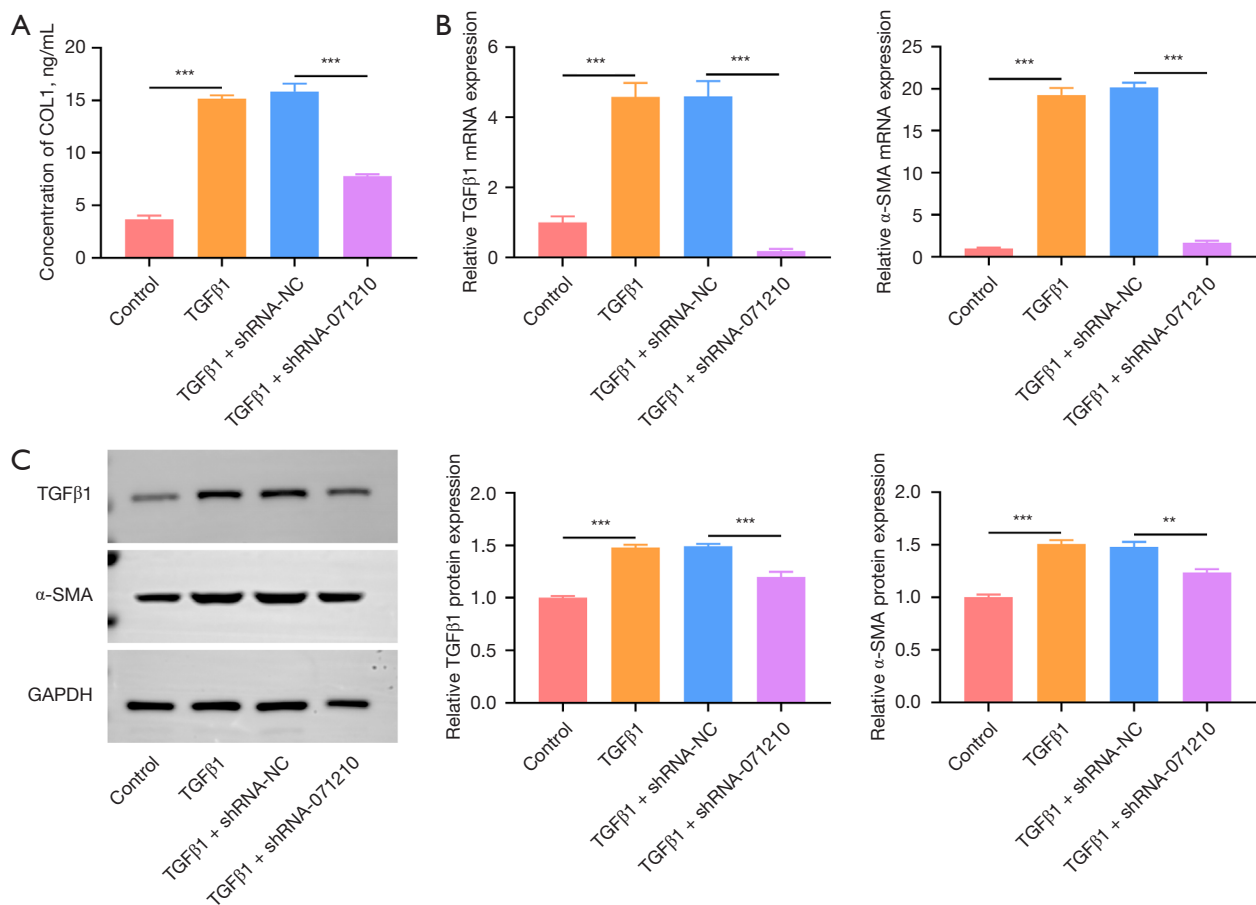 A
Concentration of COL1, ng/mL
20
15
10
5
0
***
***
Control
TGFβ1
TGFβ1 + shRNA-NC
TGFβ1 + shRNA-071210
B
Relative TGFβ1 mRNA expression
6
4
2
0
***
***
Control
TGFβ1
TGFβ1 + shRNA-NC
TGFβ1 + shRNA-071210
Relative α-SMA mRNA expression
25
20
15
10
5
0
***
***
Control
TGFβ1
TGFβ1 + shRNA-NC
TGFβ1 + shRNA-071210
C
TGFβ1
α-SMA
GAPDH
Control
TGFβ1
TGFβ1 + shRNA-NC
TGFβ1 + shRNA-071210
Relative TGFβ1 protein expression
2.0
1.5
1.0
0.5
0.0
***
***
Control
TGFβ1
TGFβ1 + shRNA-NC
TGFβ1 + shRNA-071210
Relative α-SMA protein expression
2.0
1.5
1.0
0.5
0.0
***
**
Control
TGFβ1
TGFβ1 + shRNA-NC
TGFβ1 + shRNA-071210